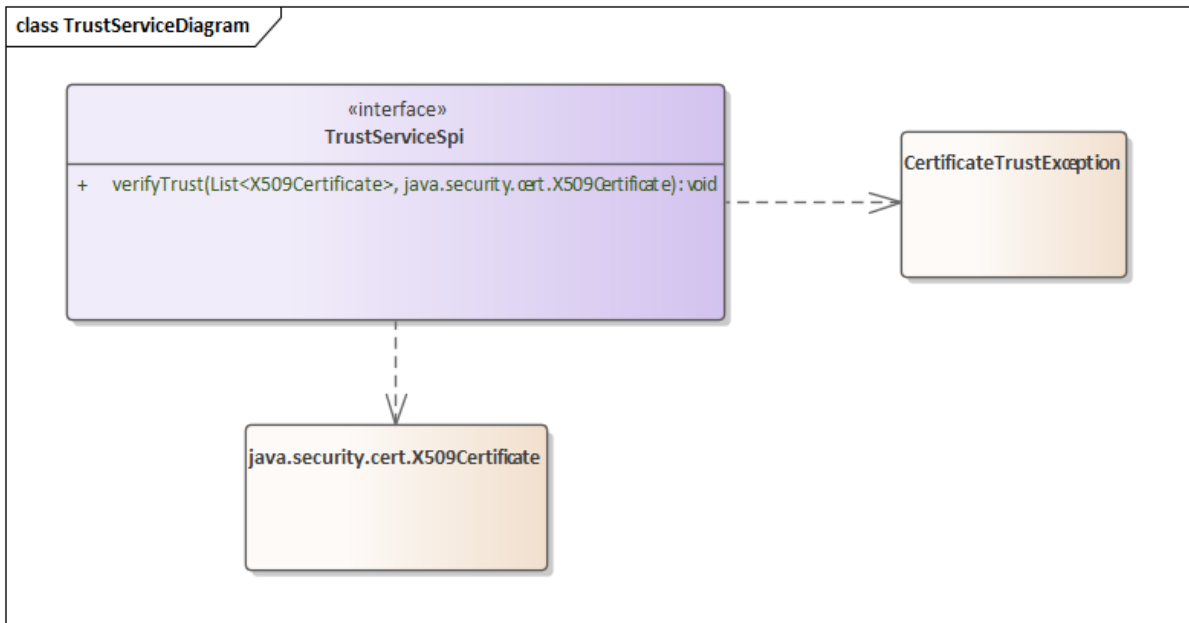 class TrustServiceDiagram
«interface»
TrustServiceSpi
+ verifyTrust(List<X509Certificate>, java.security.cert.X509Certificate): void
CertificateTrustException
java.security.cert.X509Certificate